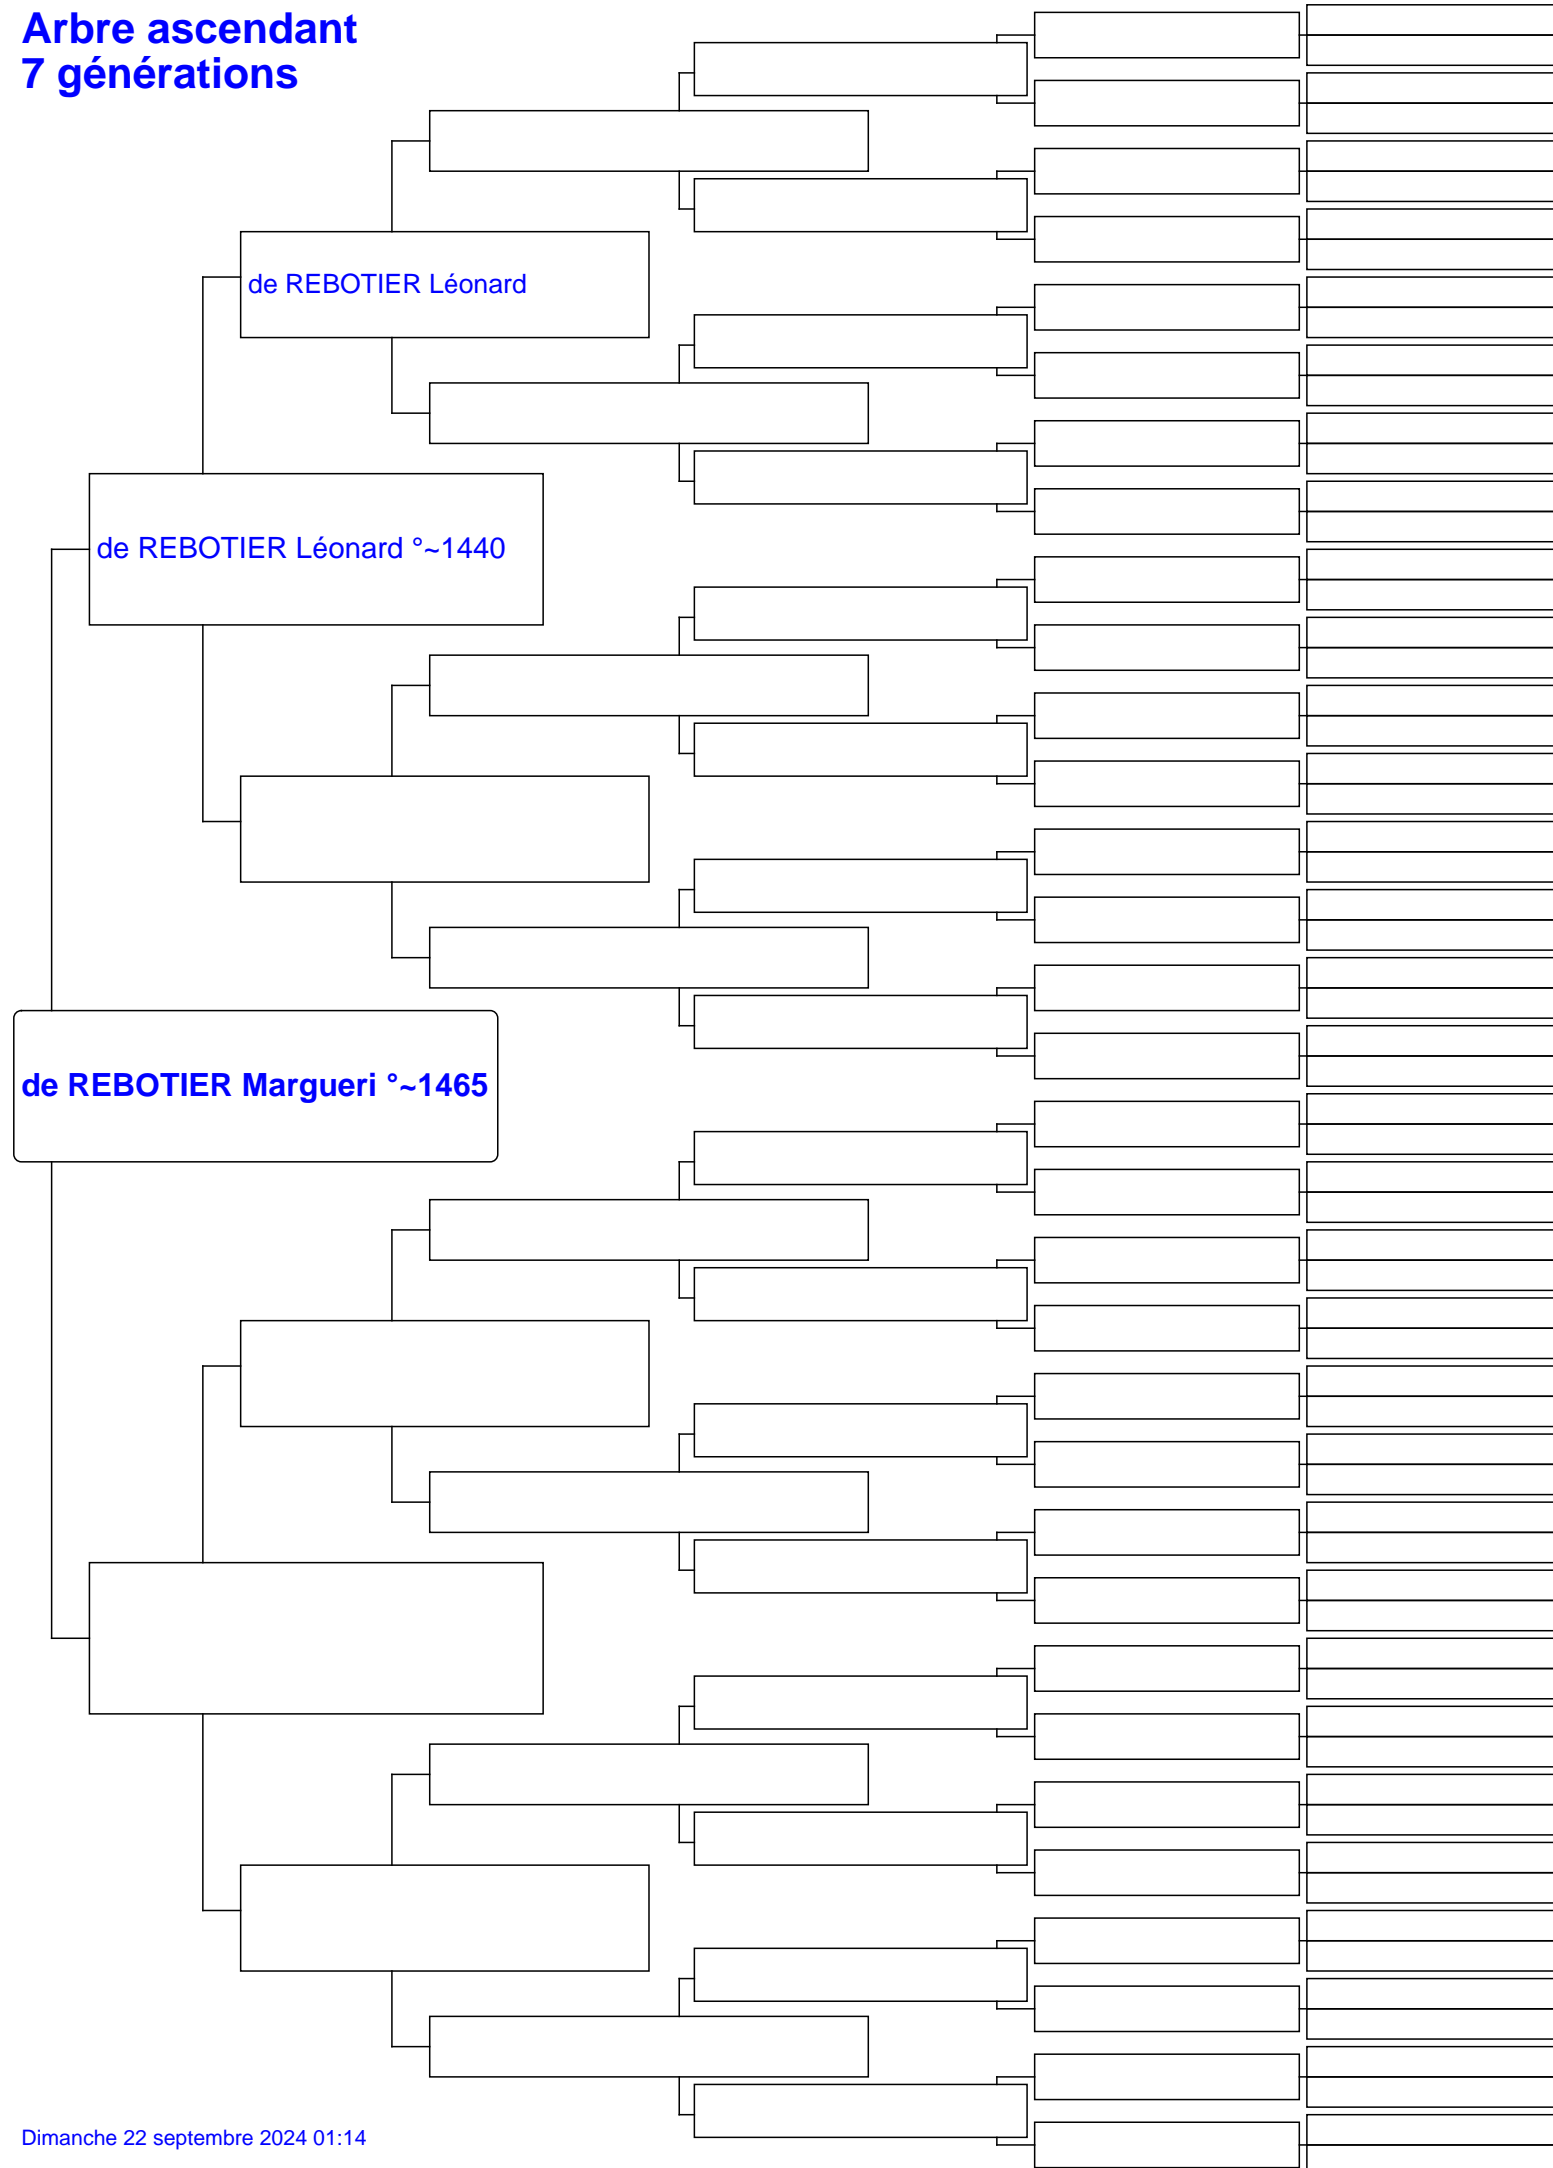 Arbre ascendant
7 générations
de REBOTIER Léonard
de REBOTIER Léonard °~1440
de REBOTIER Margueri °~1465
Dimanche 22 septembre 2024 01:14